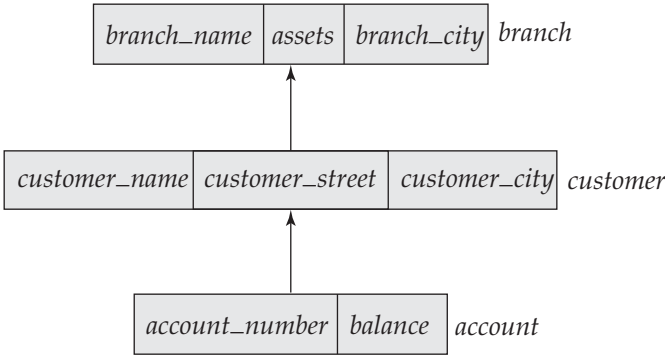 branch_name assets branch_city branch
customer_name customer_street customer_city customer
account_number balance account